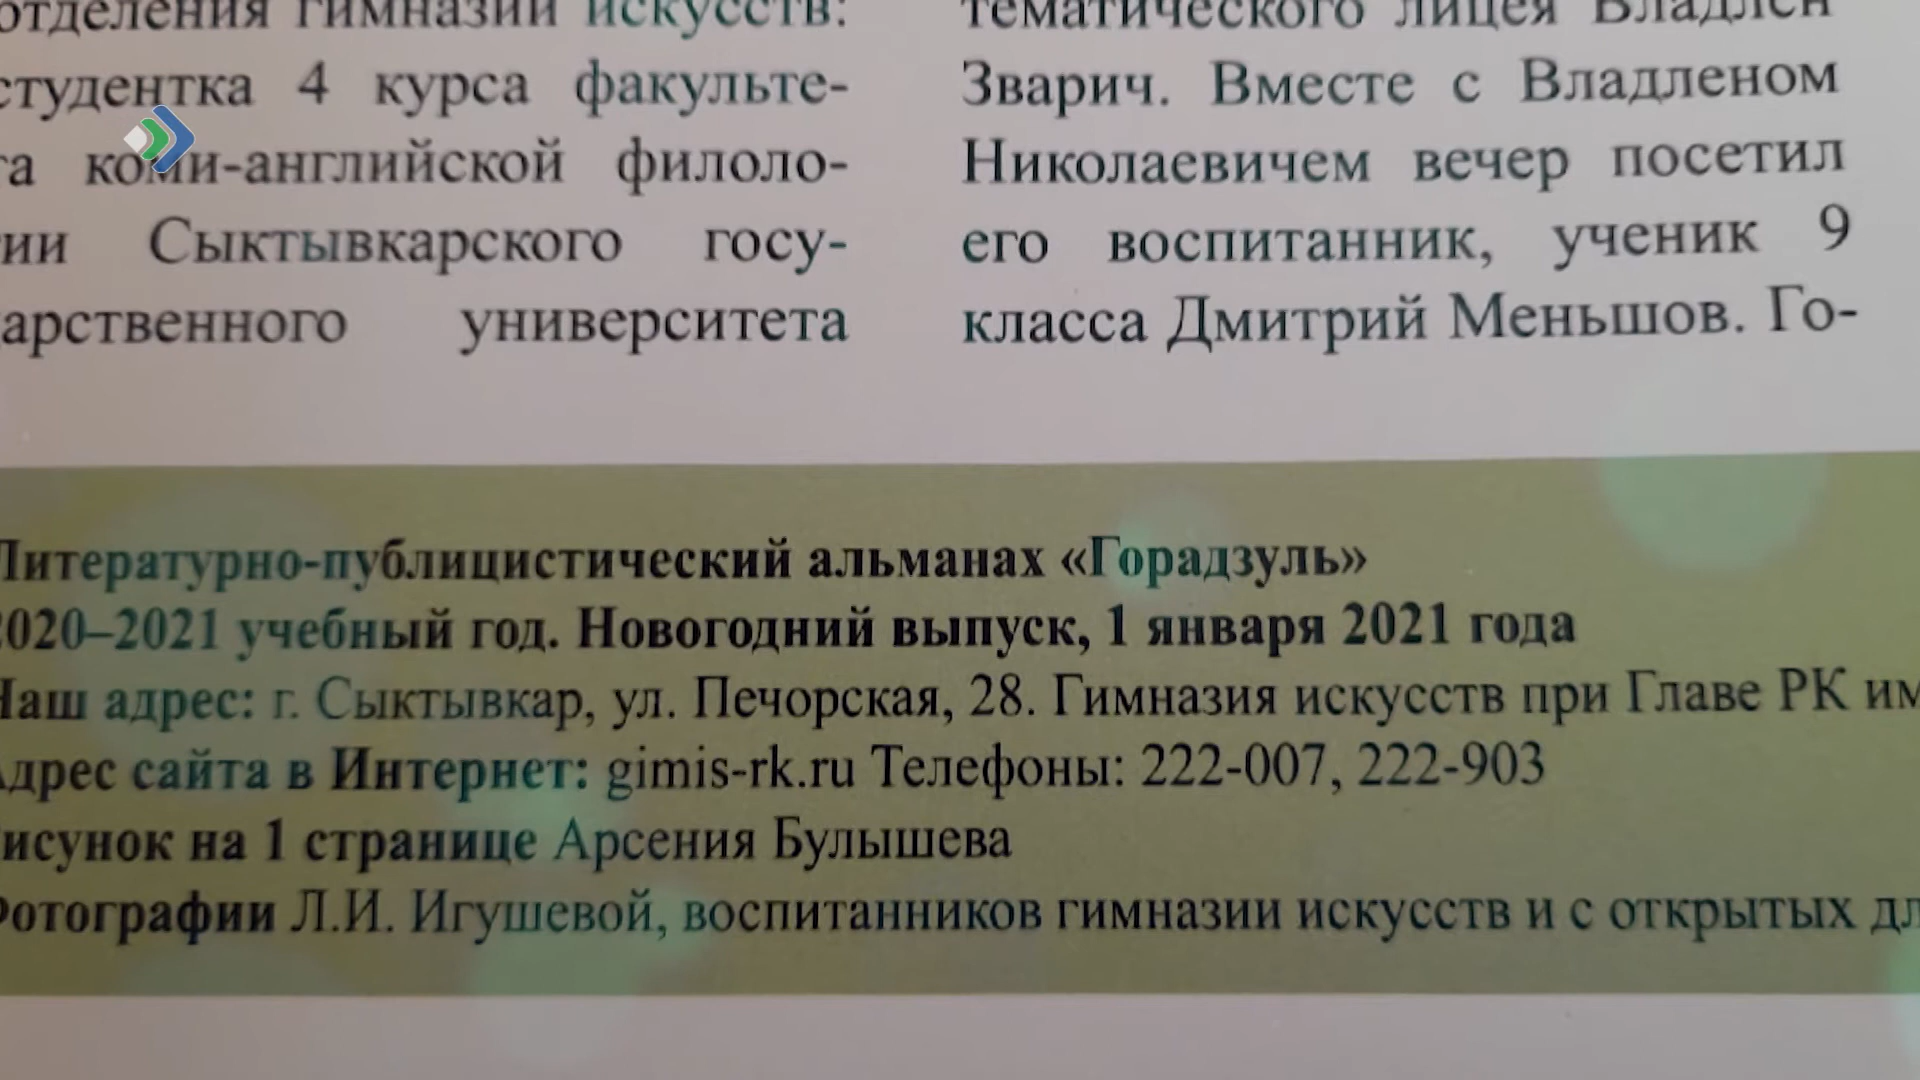 отделения гимназии искусств:
студентка 4 курса факульте-
та коми-английской филоло-
гии Сыктывкарского госу-
дарственного университета
тематического лицея Владлен
Зварич. Вместе с Владленом
Николаевичем вечер посетил
его воспитанник, ученик 9
класса Дмитрий Меньшов. Го-
Литературно-публицистический альманах «Горадзуль»
2020–2021 учебный год. Новогодний выпуск, 1 января 2021 года
Наш адрес: г. Сыктывкар, ул. Печорская, 28. Гимназия искусств при Главе РК им
Адрес сайта в Интернет: gimis-rk.ru Телефоны: 222-007, 222-903
Рисунок на 1 странице Арсения Булышева
Фотографии Л.И. Игушевой, воспитанников гимназии искусств и с открытых дл